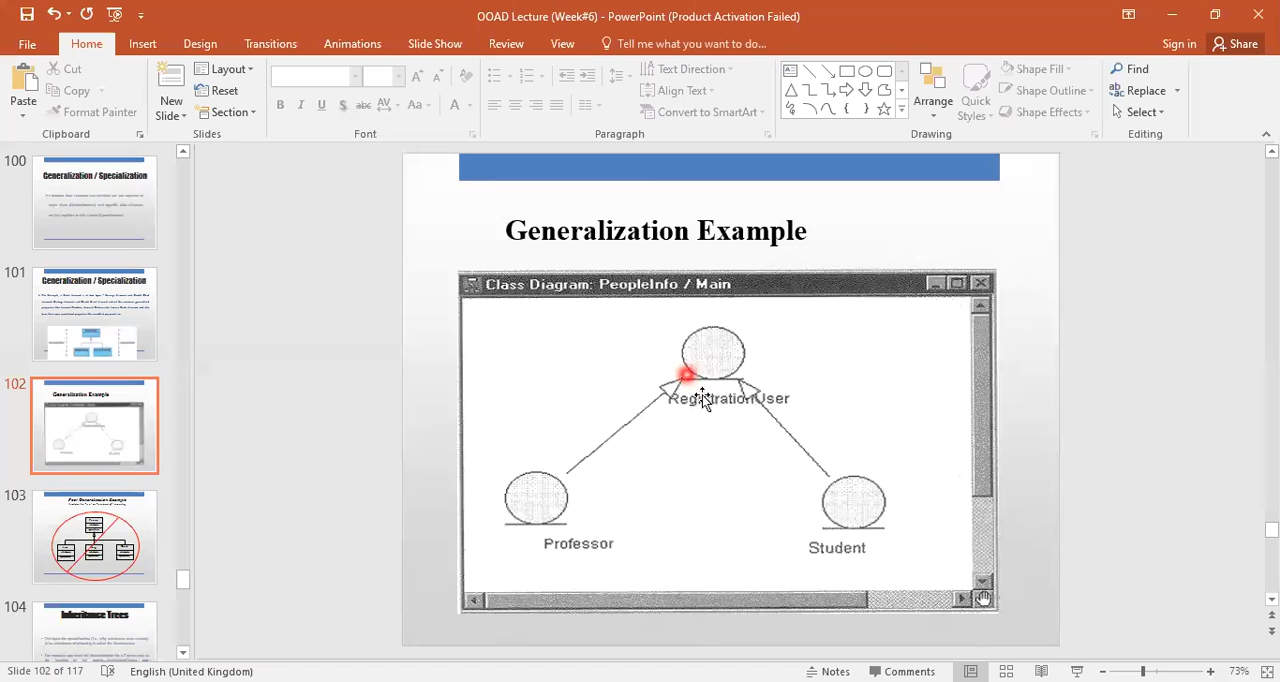 OOAD Lecture (Week#6) - PowerPoint (Product Activation Failed)
File Home Insert Design Transitions Animations Slide Show Review View Tell me what you want to do... Sign in Share
Paste
Cut
Copy
Format Painter
Clipboard
New
Slide
Layout
Reset
Section
Slides
B I U S abc AV Aa A
Font
Text Direction
Align Text
Convert to SmartArt
Paragraph
Arrange
Quick
Styles
Shape Fill
Shape Outline
Shape Effects
Drawing
Find
Replace
Select
Editing
100
Generalization / Specialization
101
Generalization / Specialization
102
Generalization Example
103
Poor Generalization Example
104
Inheritance Trees
Generalization Example
Class Diagram: PeopleInfo / Main
RegistrationUser
Professor
Student
Slide 102 of 117 English (United Kingdom) Notes Comments 73%